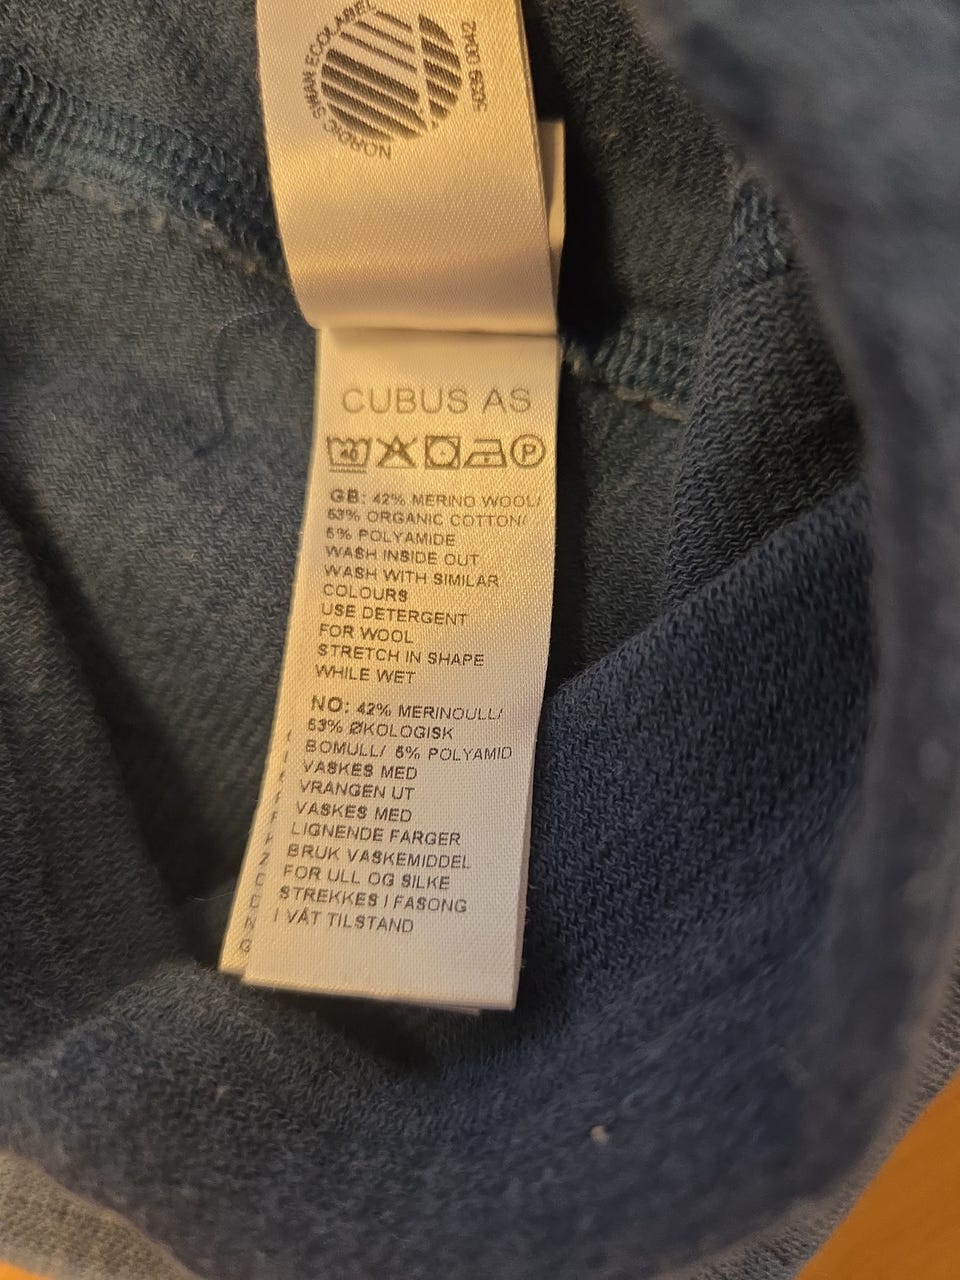 NORDIC SWAN ECOLABEL
5039 0042
CUBUS AS
40 P
GB: 42% MERINO WOOL/
53% ORGANIC COTTON/
5% POLYAMIDE
WASH INSIDE OUT
WASH WITH SIMILAR
COLOURS
USE DETERGENT
FOR WOOL
STRETCH IN SHAPE
WHILE WET
NO: 42% MERINOULL/
53% ØKOLOGISK
BOMULL/ 5% POLYAMID
VASKES MED
VRANGEN UT
VASKES MED
LIGNENDE FARGER
BRUK VASKEMIDDEL
FOR ULL OG SILKE
STREKKES I FASONG
I VÅT TILSTAND